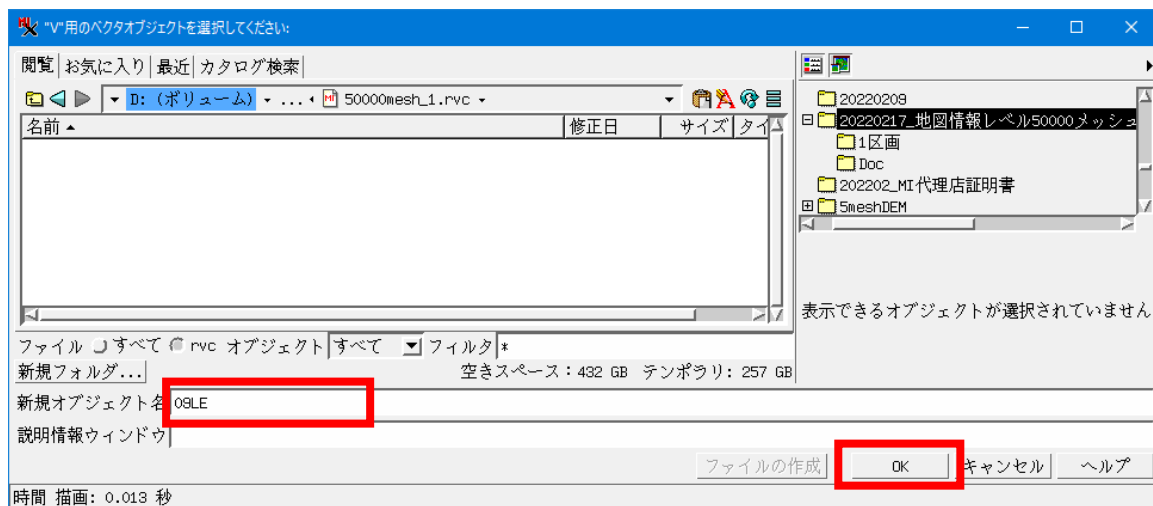 "V"用のベクタオブジェクトを選択してください:
閲覧 お気に入り 最近 カタログ検索
D: (ボリューム) ... 50000mesh_1.rvc
名前 修正日 サイズ タイ
20220209
20220217_地図情報レベル50000メッシュ
1区画
Doc
202202_MI代理店証明書
5meshDEM
表示できるオブジェクトが選択されていません
ファイル すべて rvc オブジェクト すべて フィルタ *
新規フォルダ... 空きスペース:432 GB テンポラリ: 257 GB
新規オブジェクト名 09LE
説明情報ウィンドウ
ファイルの作成 OK キャンセル ヘルプ
時間 描画: 0.013 秒